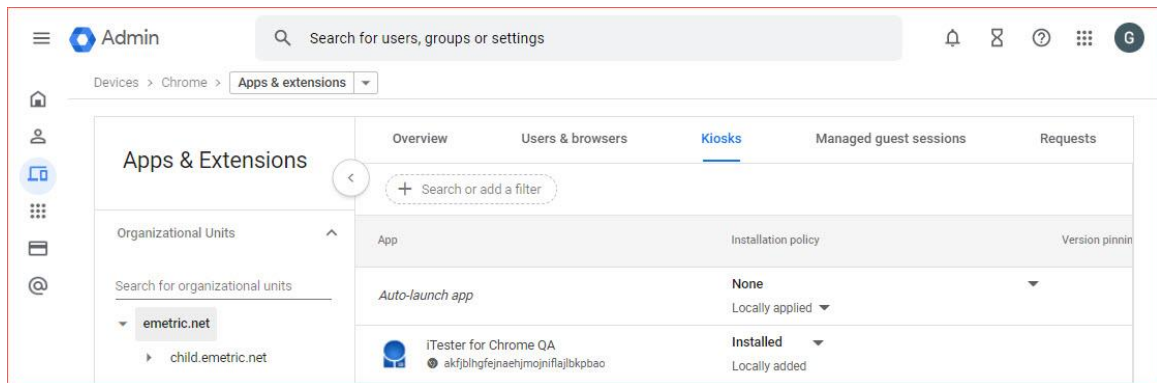 Admin
Search for users, groups or settings
G
Devices > Chrome > Apps & extensions
Apps & Extensions
Overview Users & browsers Kiosks Managed guest sessions Requests
+ Search or add a filter
Organizational Units
App Installation policy Version pinnin
Search for organizational units
Auto-launch app
None
Locally applied
emetric.net
child.emetric.net
iTester for Chrome QA
akfjblhgfejnaehjmojniflajlbkpbao
Installed
Locally added